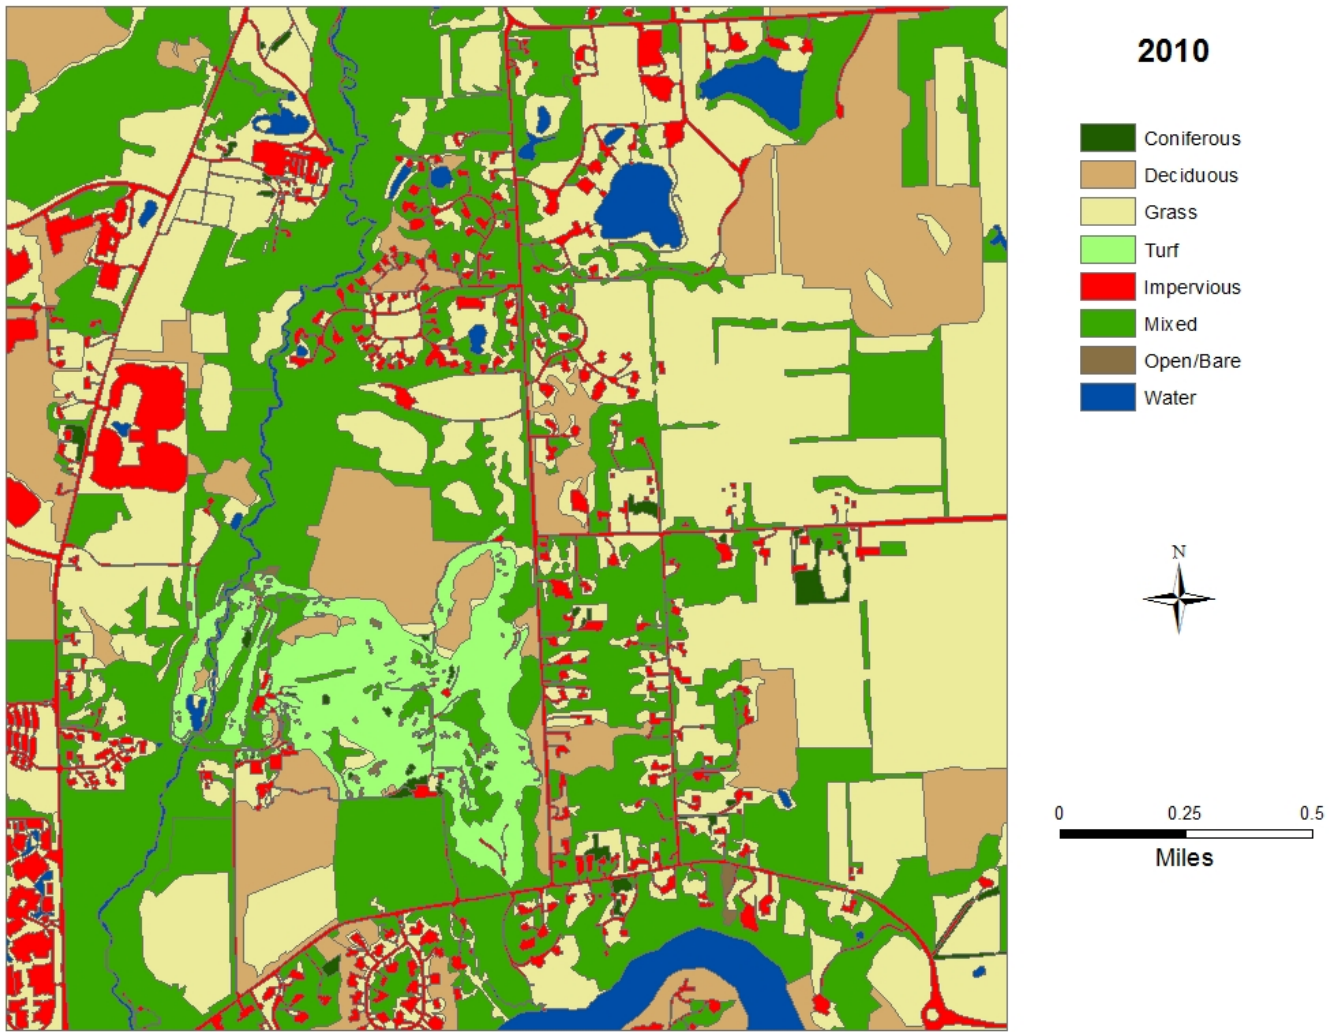 2010
Coniferous
Deciduous
Grass
Turf
Impervious
Mixed
Open/Bare
Water
N
0 0.25 0.5
Miles